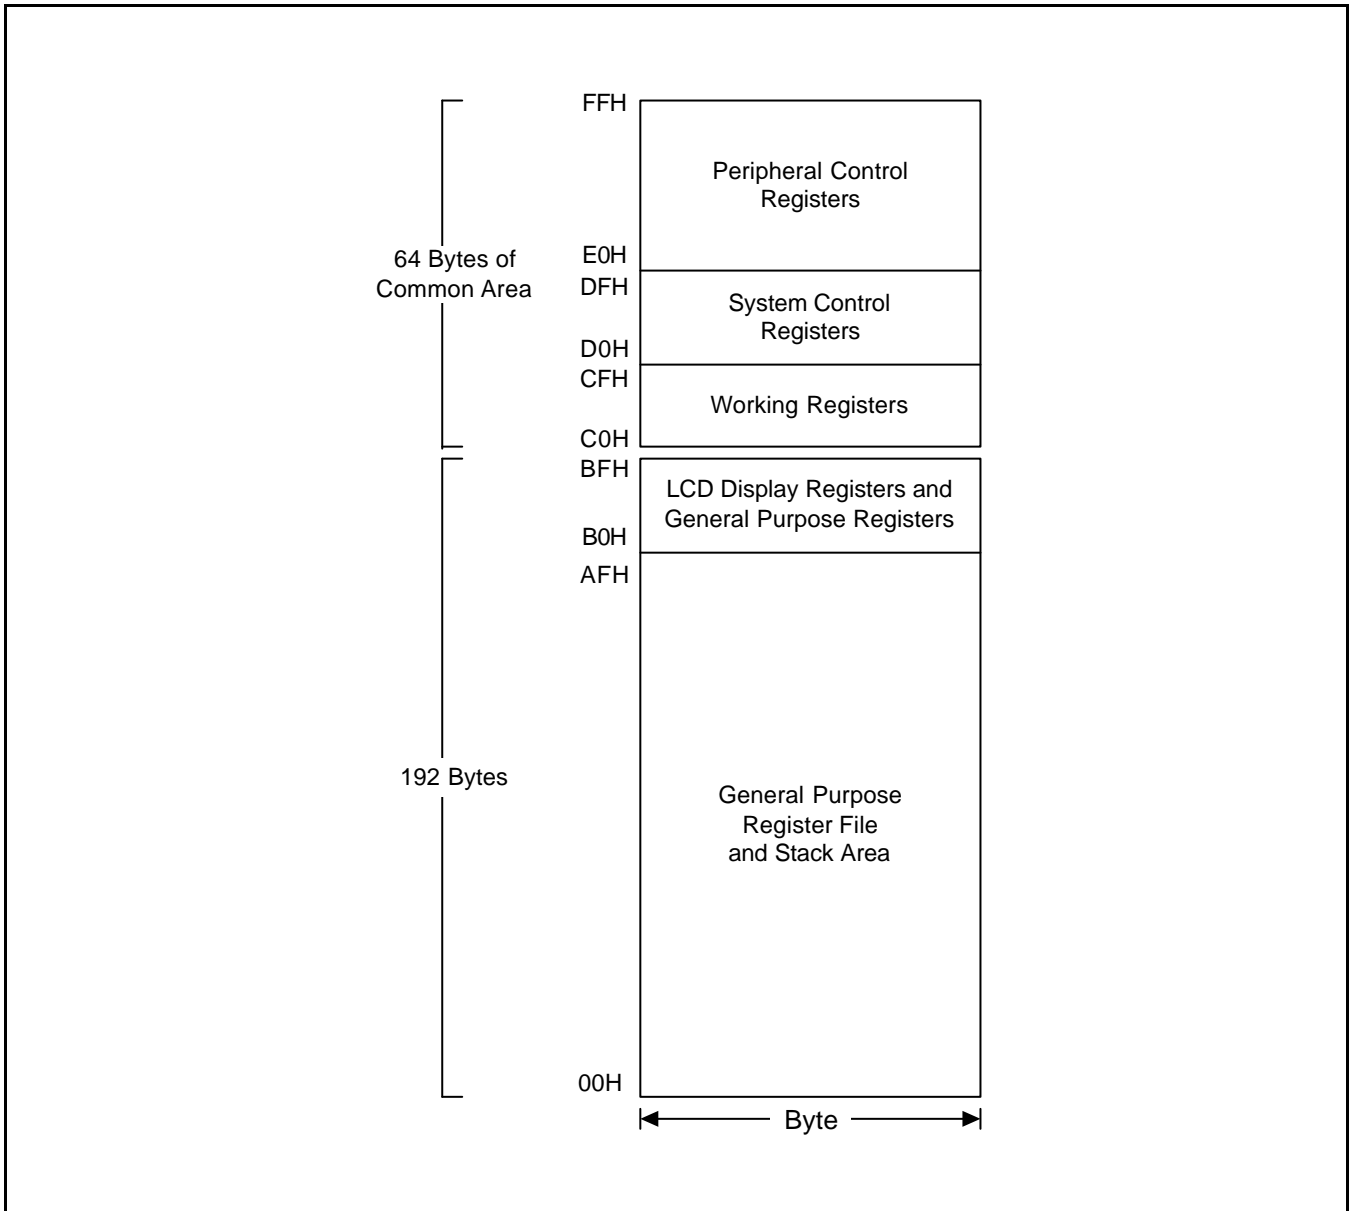 FFH
Peripheral Control
Registers
E0H
64 Bytes of
Common Area
DFH
System Control
Registers
D0H
CFH
Working Registers
C0H
BFH
LCD Display Registers and
General Purpose Registers
B0H
AFH
192 Bytes
General Purpose
Register File
and Stack Area
00H
Byte